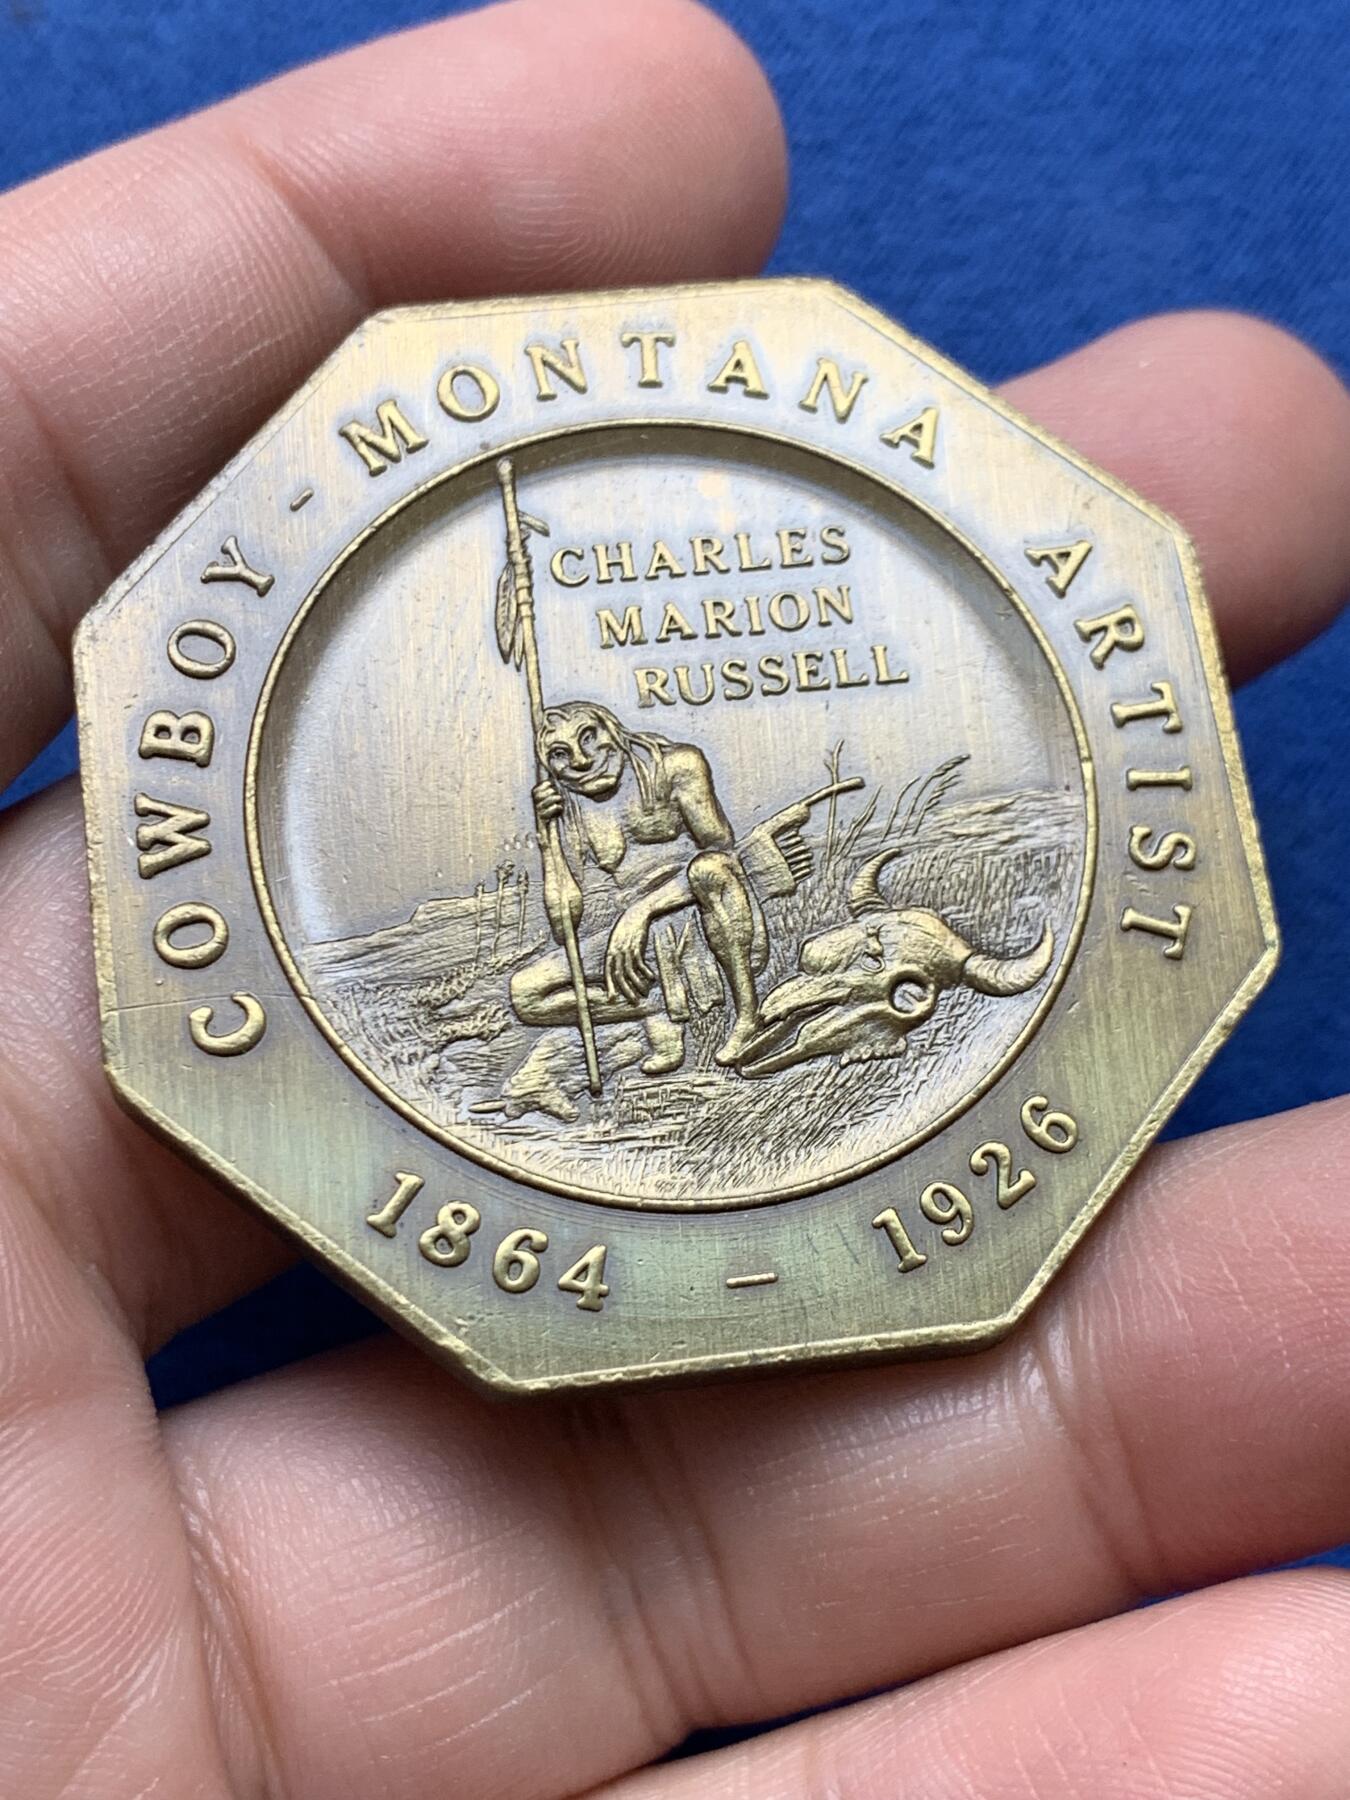 COWBOY - MONTANA ARTIST
CHARLES
MARION
RUSSELL
1864 - 1926